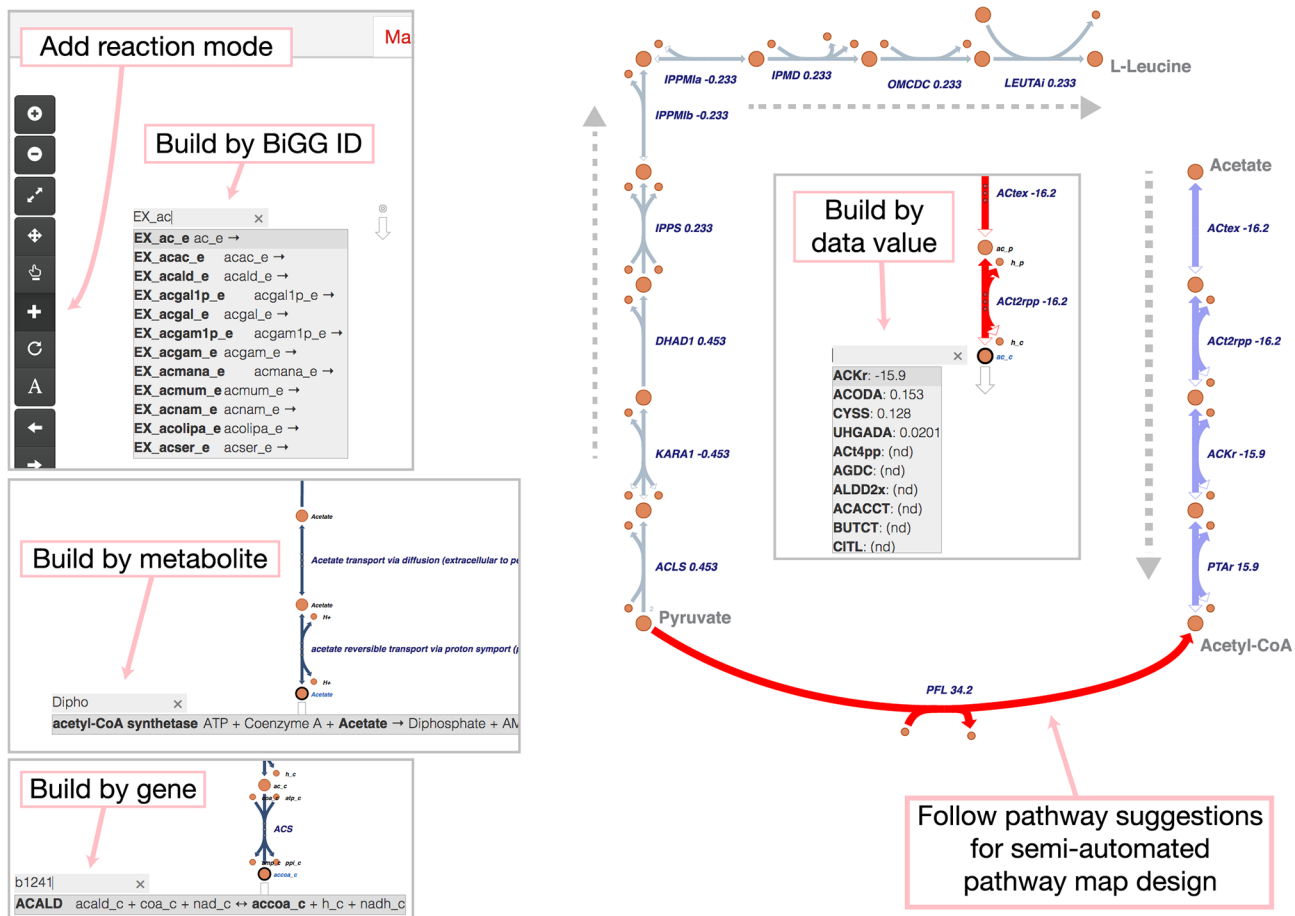 Add reaction mode
Ma
Build by BiGG ID
EX_ac
EX_ac_e ac_e →
EX_acac_e acac_e →
EX_acald_e acald_e →
EX_acgal1p_e acgal1p_e →
EX_acgal_e acgal_e →
EX_acgam1p_e acgam1p_e →
EX_acgam_e acgam_e →
EX_acmana_e acmana_e →
EX_acmum_e acmum_e →
EX_acnam_e acnam_e →
EX_acolipa_e acolipa_e →
EX_acser_e acser_e →
A
Build by metabolite
Acetate
Acetate transport via diffusion (extracellular to pe
Acetate
H+
acetate reversible transport via proton symport (p
H+
Acetate
Dipho
acetyl-CoA synthetase ATP + Coenzyme A + Acetate → Diphosphate + AM
Build by gene
h_c
ac_c
atp_c
ACS
ppi_c
accoa_c
b1241
ACALD acald_c + coa_c + nad_c ↔ accoa_c + h_c + nadh_c
IPPMIa -0.233
IPMD 0.233
OMCDC 0.233
LEUTAi 0.233
L-Leucine
IPPMIb -0.233
IPPS 0.233
DHAD1 0.453
KARA1 -0.453
ACLS 0.453
2
Pyruvate
Build by
data value
ACtex -16.2
ac_p
h_p
ACt2rpp -16.2
h_c
ac_c
ACKr: -15.9
ACODA: 0.153
CYSS: 0.128
UHGADA: 0.0201
ACt4pp: (nd)
AGDC: (nd)
ALDD2x: (nd)
ACACCT: (nd)
BUTCT: (nd)
CITL: (nd)
Acetate
ACtex -16.2
ACt2rpp -16.2
ACKr -15.9
PTAr 15.9
Acetyl-CoA
PFL 34.2
Follow pathway suggestions
for semi-automated
pathway map design